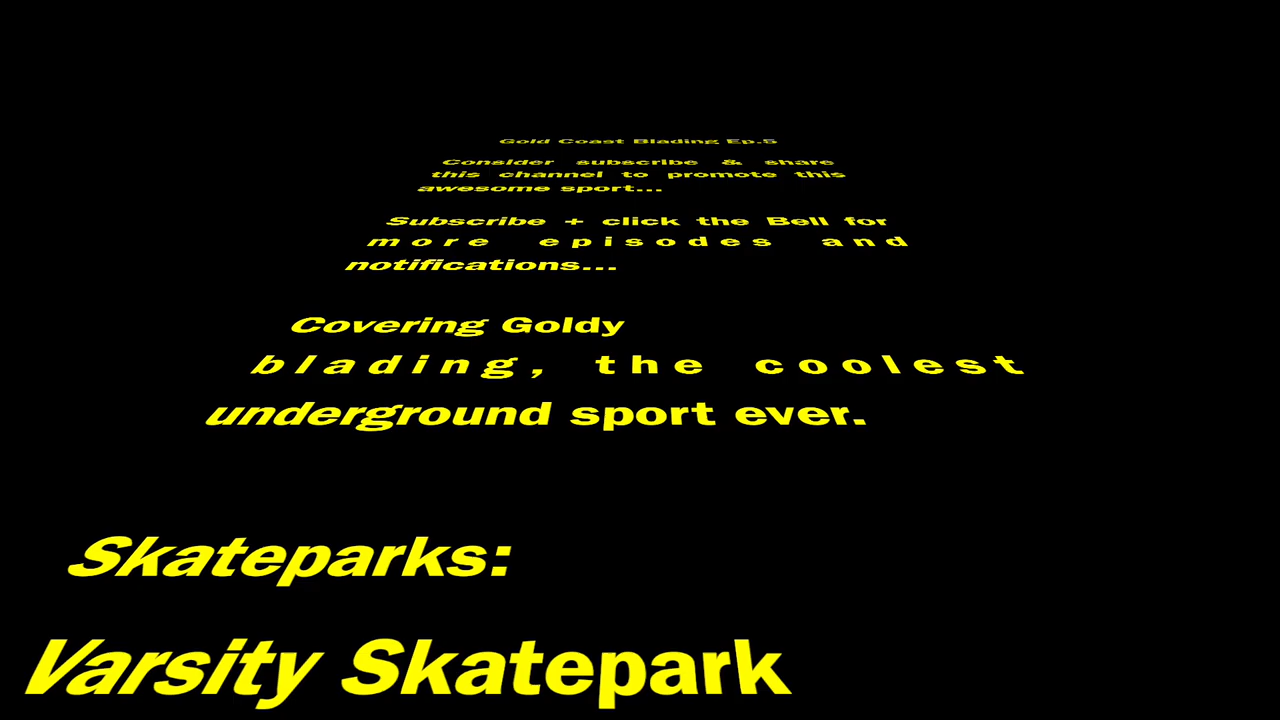 Gold Coast Blading Ep.5
Consider subscribe & share
this channel to promote this
awesome sport...
Subscribe + click the Bell for
more episodes and
notifications...
Covering Goldy
blading, the coolest
underground sport ever.
Skateparks:
Varsity Skatepark